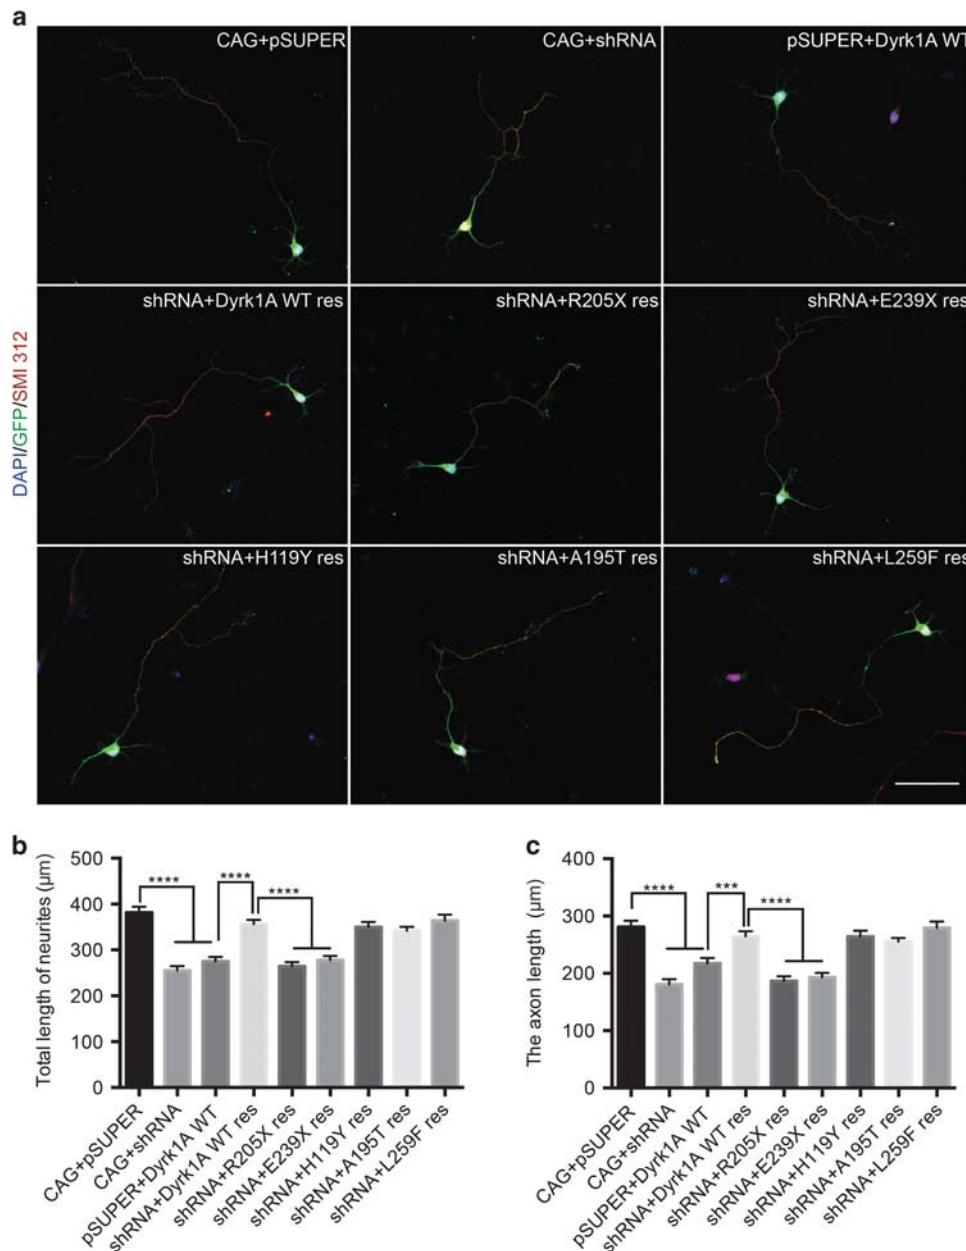 a
CAG+pSUPER
CAG+shRNA
pSUPER+Dyrk1A WT
shRNA+Dyrk1A WT res
shRNA+R205X res
shRNA+E239X res
shRNA+H119Y res
shRNA+A195T res
shRNA+L259F res
DAPI/GFP/SMI 312
b
Total length of neurites (µm)
500
400
300
200
100
0
****
****
****
CAG+pSUPER
CAG+shRNA
pSUPER+Dyrk1A WT
shRNA+Dyrk1A WT res
shRNA+R205X res
shRNA+E239X res
shRNA+H119Y res
shRNA+A195T res
shRNA+L259F res
c
The axon length (µm)
400
300
200
100
0
****
***
****
CAG+pSUPER
CAG+shRNA
pSUPER+Dyrk1A WT
shRNA+Dyrk1A WT res
shRNA+R205X res
shRNA+E239X res
shRNA+H119Y res
shRNA+A195T res
shRNA+L259F res